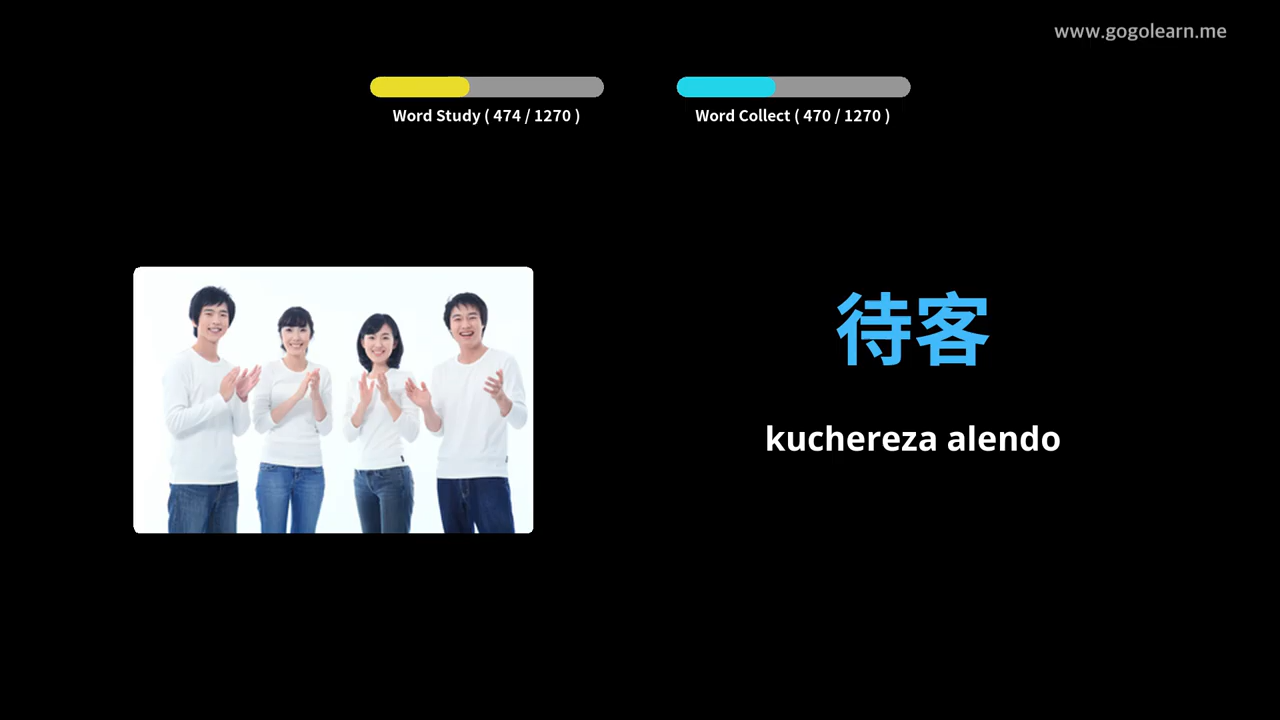 www.gogolearn.me
Word Study ( 474 / 1270 )
Word Collect ( 470 / 1270 )
待客
kuchereza alendo